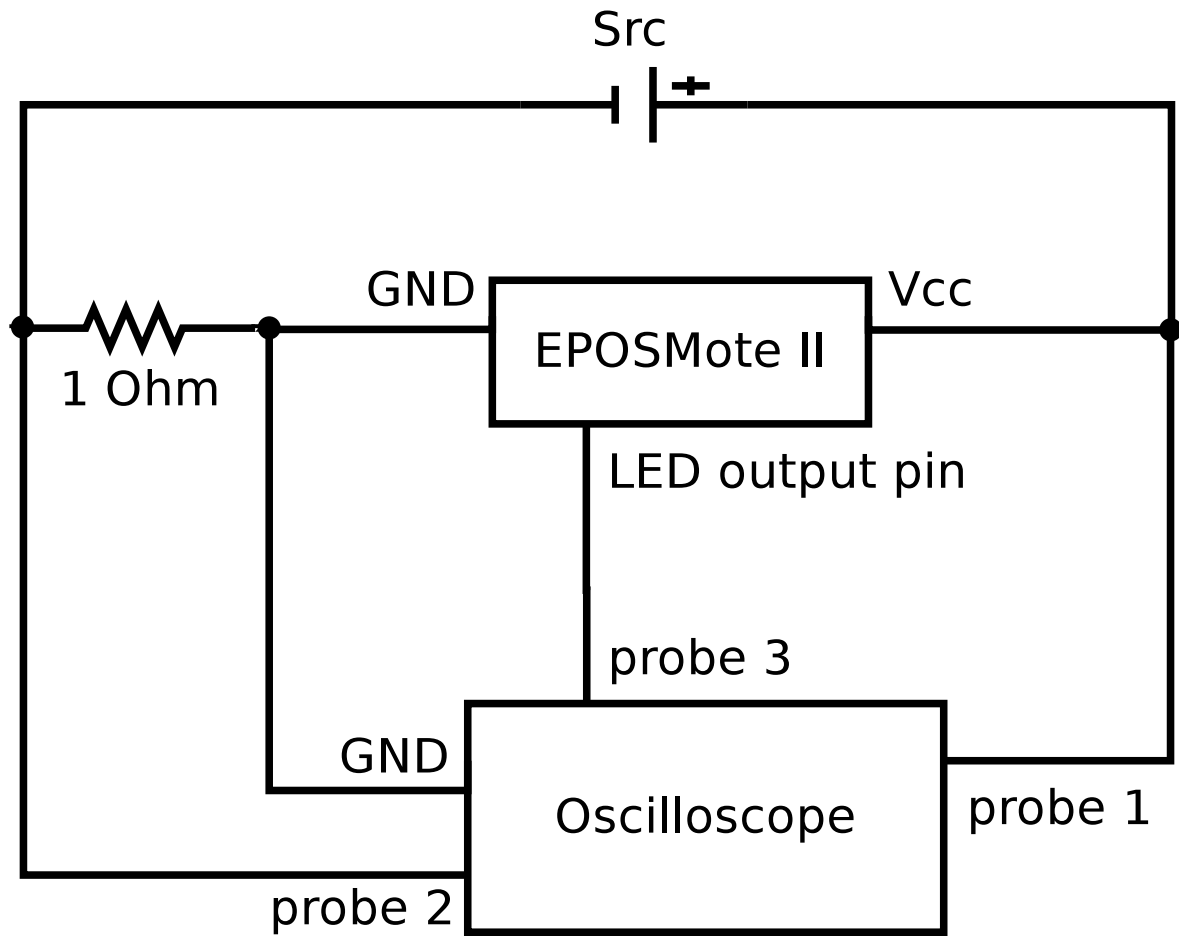 Src
GND
Vcc
EPOSMote II
1 Ohm
LED output pin
probe 3
GND
Oscilloscope
probe 1
probe 2